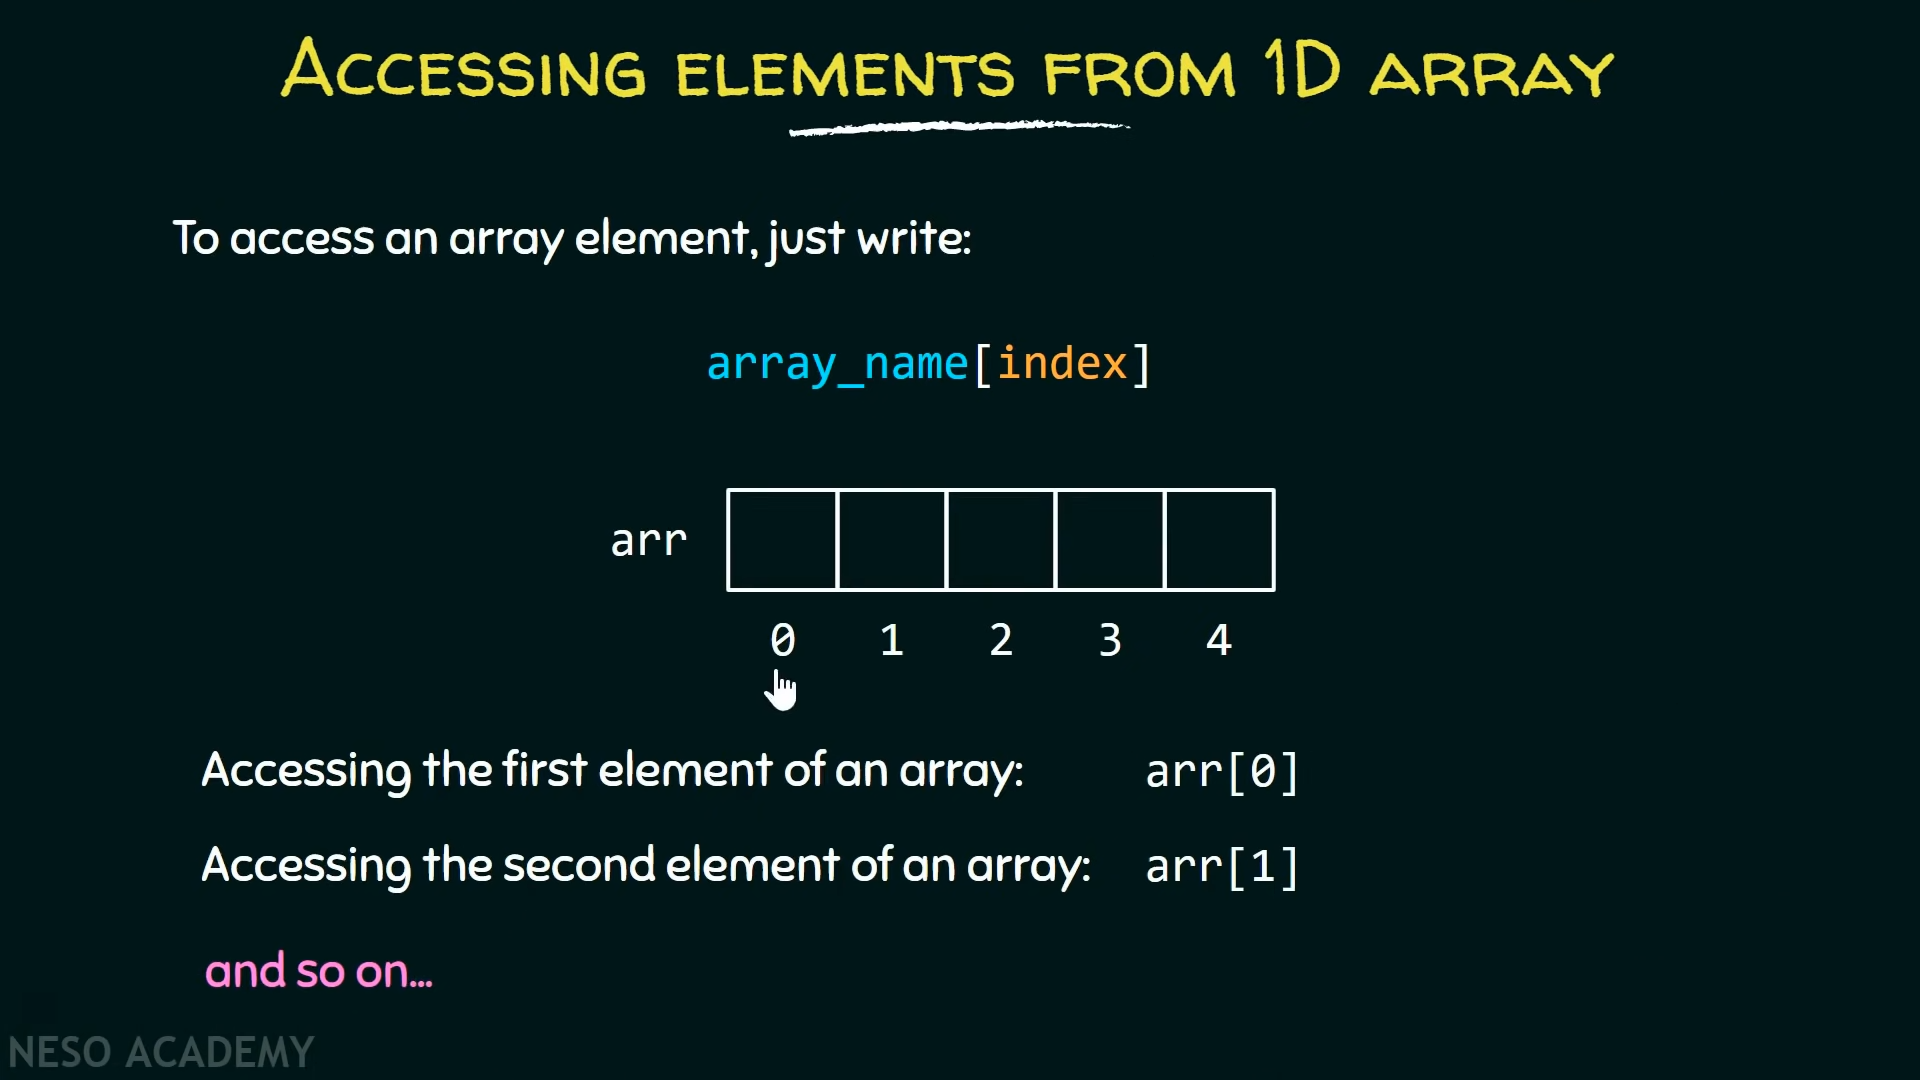 ACCESSING ELEMENTS FROM 1D ARRAY
To access an array element, just write:
array_name[index]
arr
0 1 2 3 4
Accessing the first element of an array: arr[0]
Accessing the second element of an array: arr[1]
and so on...
NESO ACADEMY